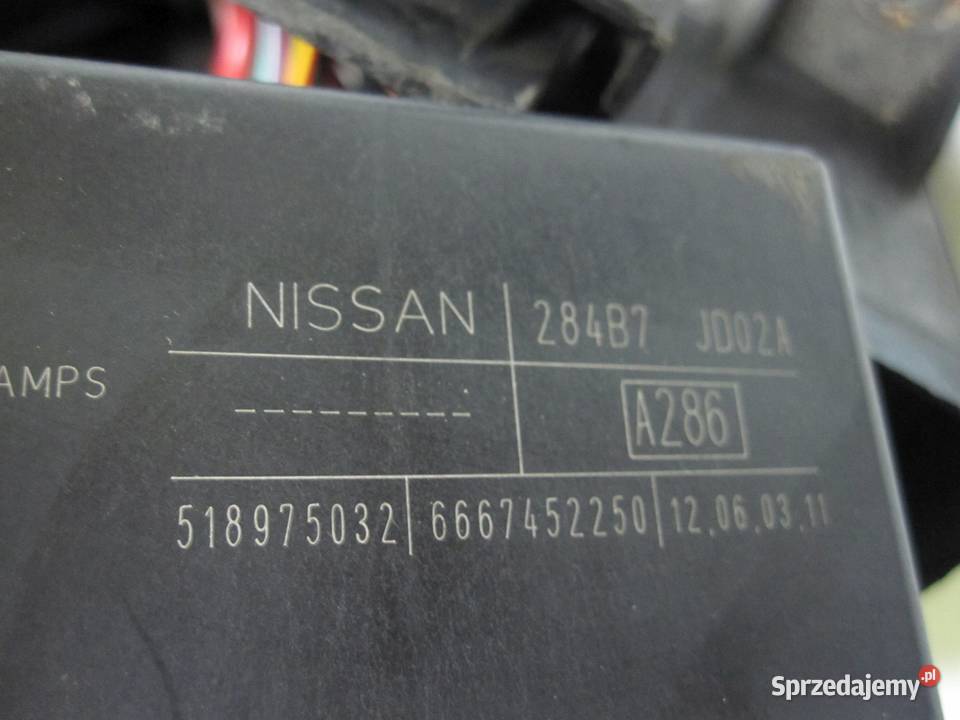 NISSAN 284B7 JD02A
AMPS
--------- A286
518975032 6667452250 12.06.03.11
Sprzedajemy.pl